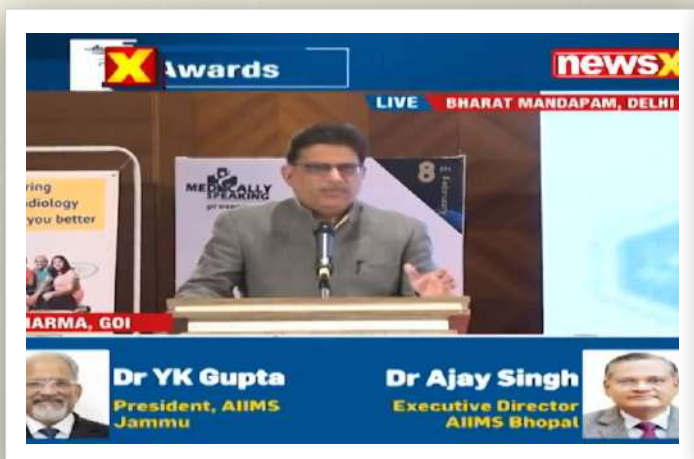 X Awards
newsX
LIVE BHARAT MANDAPAM, DELHI
ring
diology
you better
MEDICALLY
SPEAKING
8 February
HARMA, GOI
Dr YK Gupta
President, AIIMS
Jammu
Dr Ajay Singh
Executive Director
AIIMS Bhopal